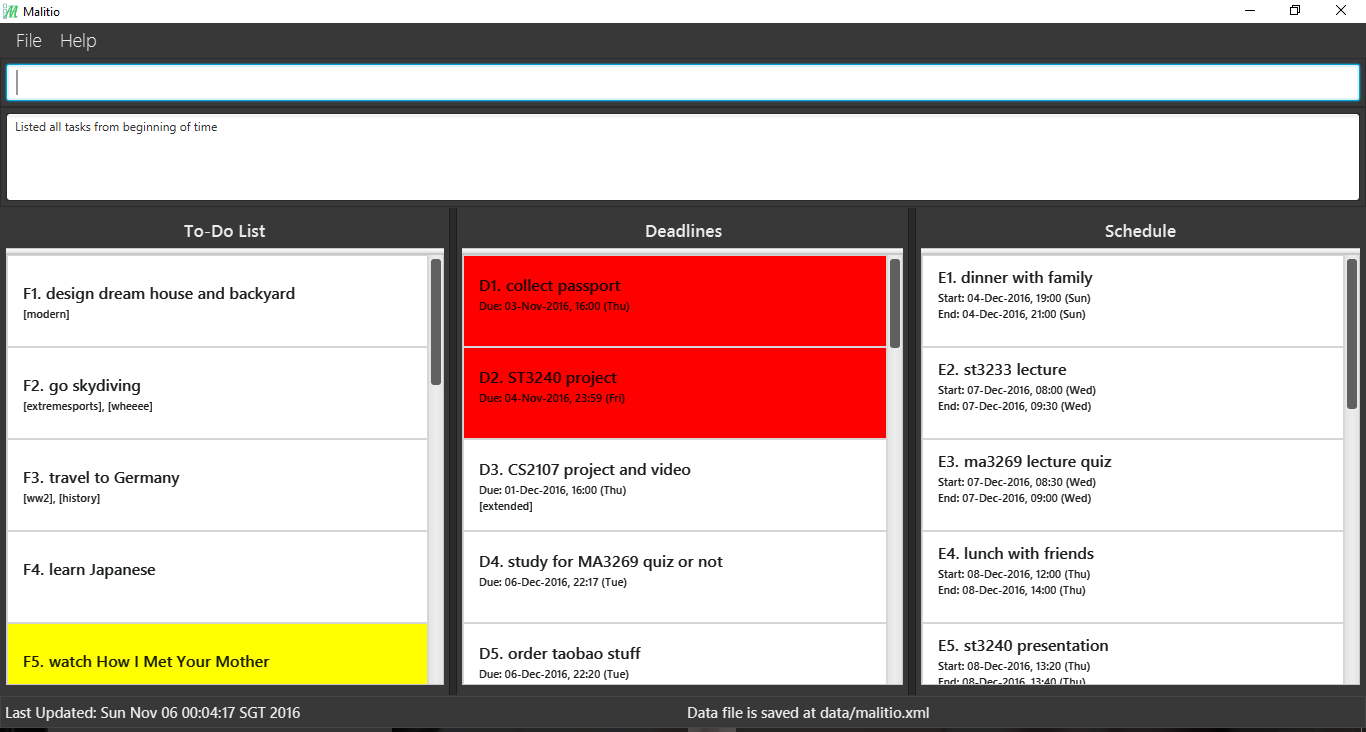 Malitio
File Help
Listed all tasks from beginning of time
To-Do List
F1. design dream house and backyard
[modern]
F2. go skydiving
[extremesports], [wheeee]
F3. travel to Germany
[ww2], [history]
F4. learn Japanese
F5. watch How I Met Your Mother
Deadlines
D1. collect passport
Due: 03-Nov-2016, 16:00 (Thu)
D2. ST3240 project
Due: 04-Nov-2016, 23:59 (Fri)
D3. CS2107 project and video
Due: 01-Dec-2016, 16:00 (Thu)
[extended]
D4. study for MA3269 quiz or not
Due: 06-Dec-2016, 22:17 (Tue)
D5. order taobao stuff
Due: 06-Dec-2016, 22:20 (Tue)
Schedule
E1. dinner with family
Start: 04-Dec-2016, 19:00 (Sun)
End: 04-Dec-2016, 21:00 (Sun)
E2. st3233 lecture
Start: 07-Dec-2016, 08:00 (Wed)
End: 07-Dec-2016, 09:30 (Wed)
E3. ma3269 lecture quiz
Start: 07-Dec-2016, 08:30 (Wed)
End: 07-Dec-2016, 09:00 (Wed)
E4. lunch with friends
Start: 08-Dec-2016, 12:00 (Thu)
End: 08-Dec-2016, 14:00 (Thu)
E5. st3240 presentation
Start: 08-Dec-2016, 13:20 (Thu)
End: 08-Dec-2016, 13:40 (Thu)
Last Updated: Sun Nov 06 00:04:17 SGT 2016
Data file is saved at data/malitio.xml